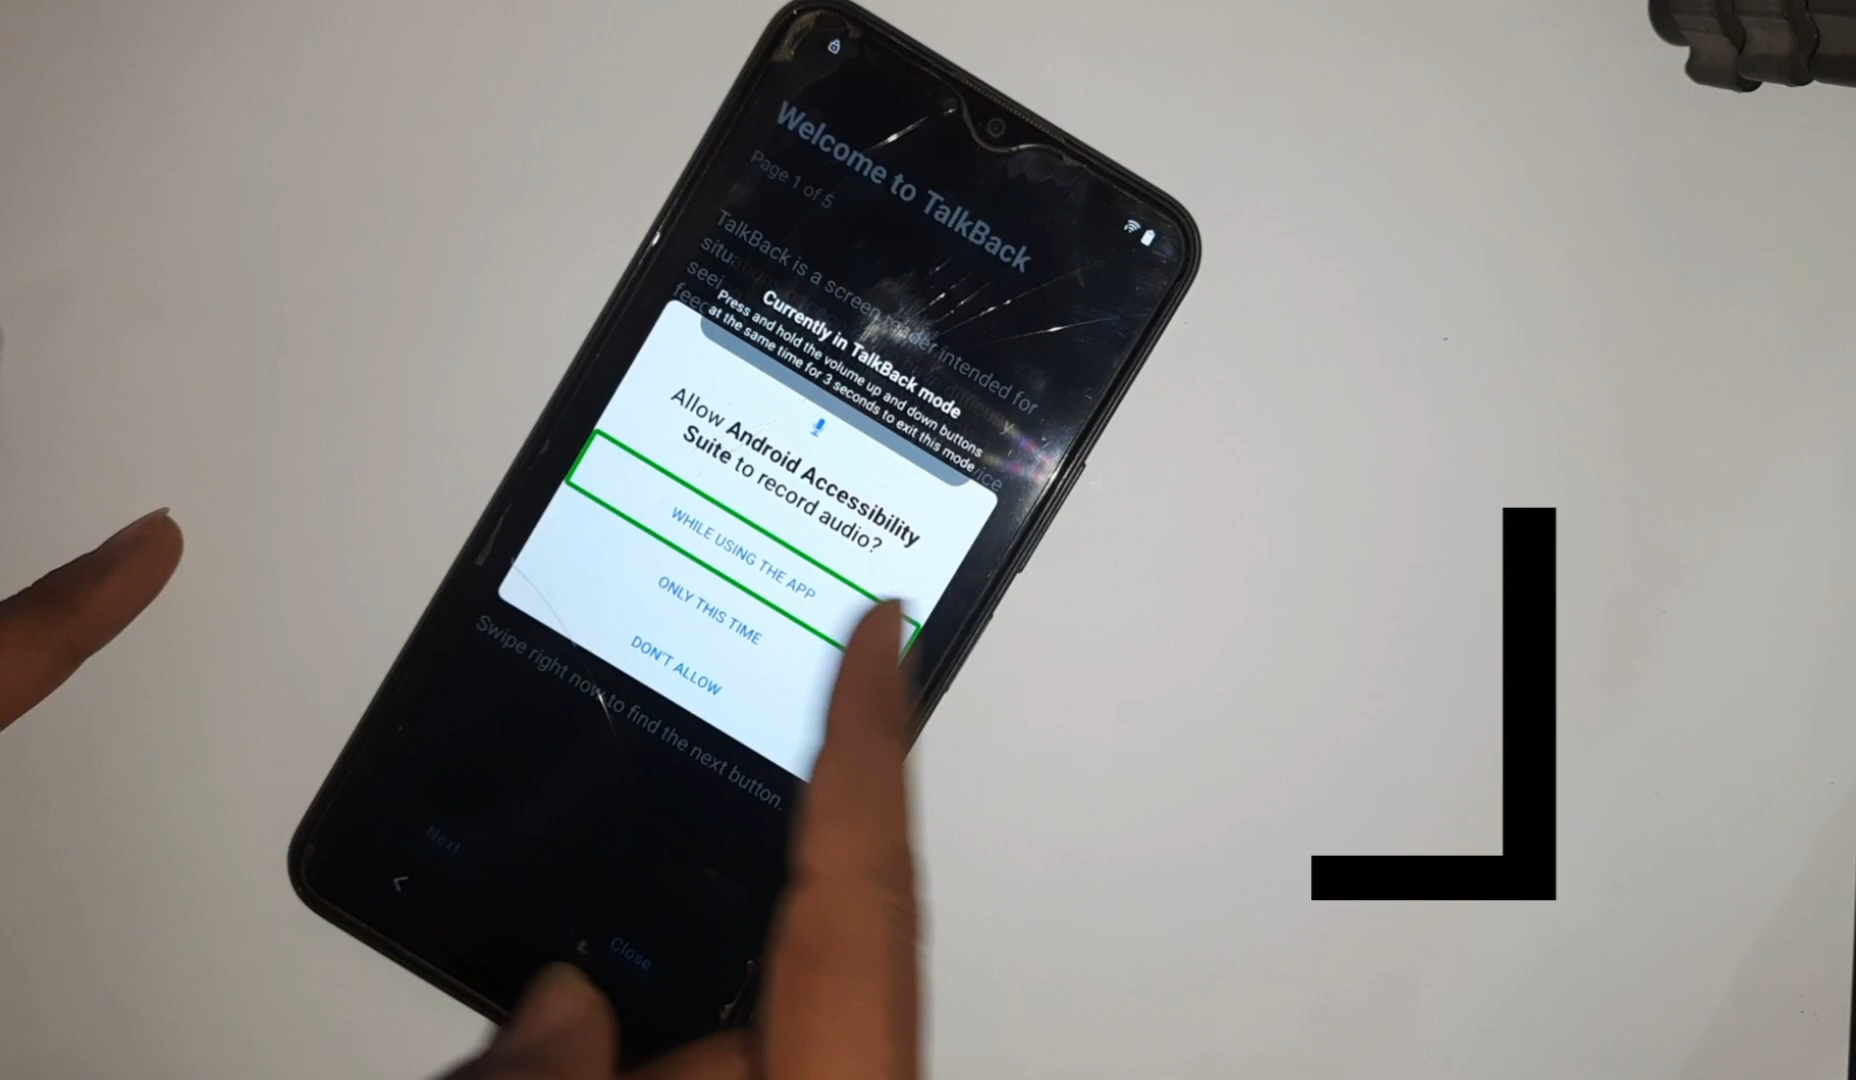 Welcome to TalkBack
Page 1 of 5
TalkBack is a screen reader intended for
situation
seei
feed
Currently in TalkBack mode
Press and hold the volume up and down buttons
at the same time for 3 seconds to exit this mode
Allow Android Accessibility
Suite to record audio?
WHILE USING THE APP
ONLY THIS TIME
DON'T ALLOW
Swipe right now to find the next button.
Next
Close